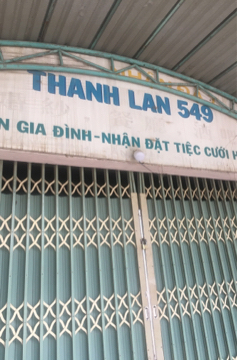 THANH LAN 549
GIA ĐÌNH-NHẬN ĐẶT TIỆC CƯỚI